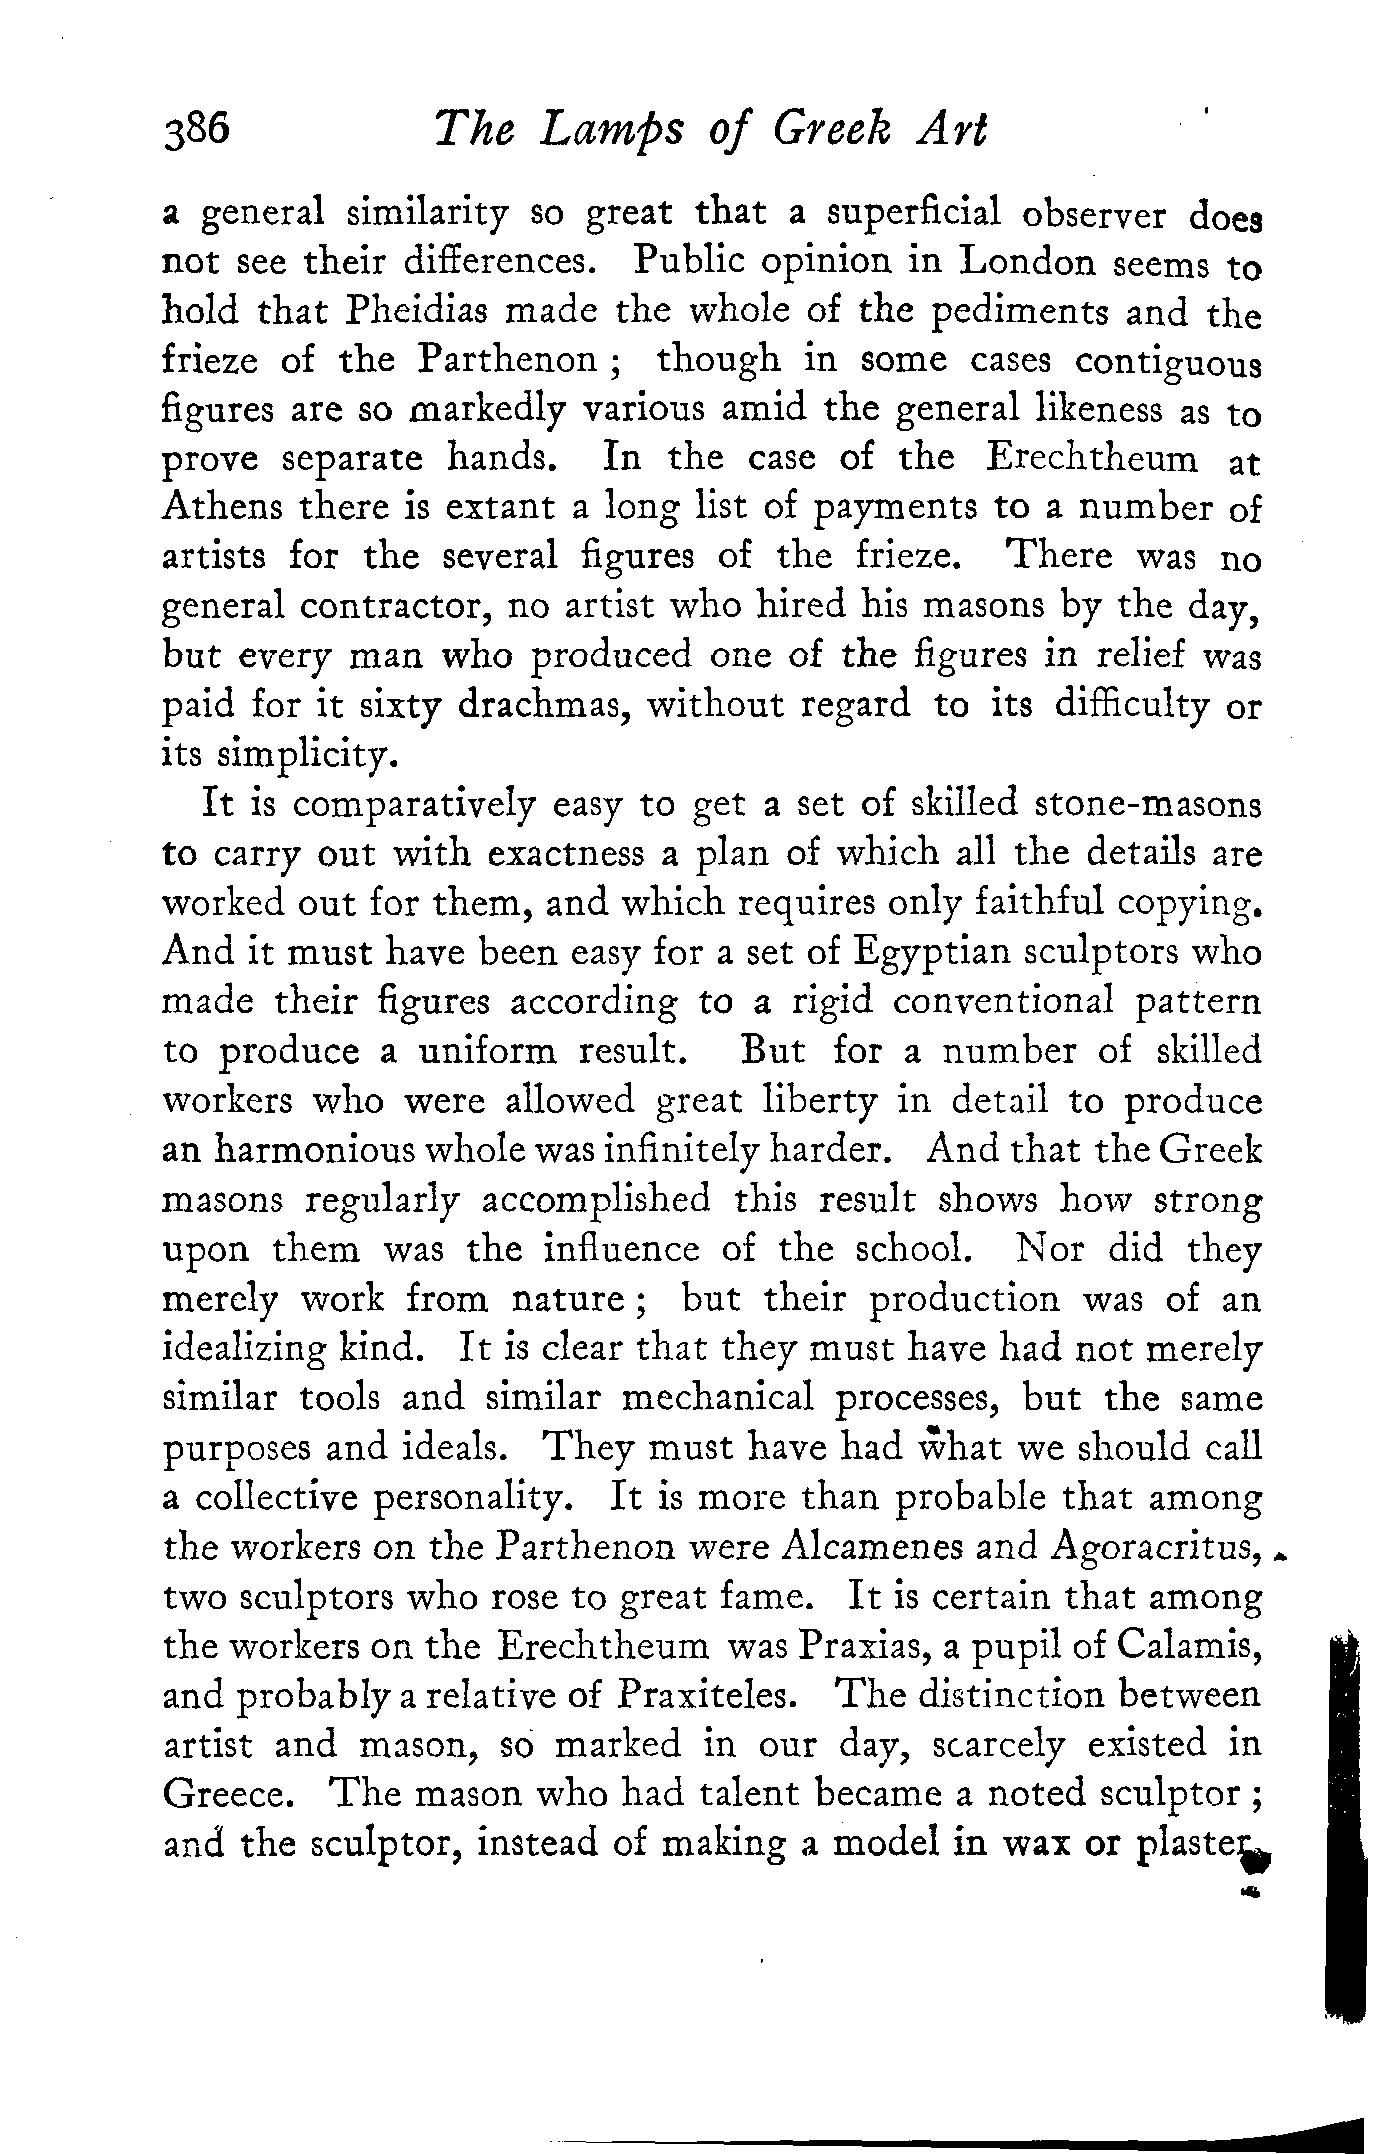 386 The Lamps of Greek Art
a general similarity so great that a superficial observer does
not see their differences. Public opinion in London seems to
hold that Pheidias made the whole of the pediments and the
frieze of the Parthenon ; though in some cases contiguous
figures are so markedly various amid the general likeness as to
prove separate hands. In the case of the Erechtheum at
Athens there is extant a long list of payments to a number of
artists for the several figures of the frieze. There was no
general contractor, no artist who hired his masons by the day,
but every man who produced one of the figures in relief was
paid for it sixty drachmas, without regard to its difficulty or
its simplicity.
It is comparatively easy to get a set of skilled stone-masons
to carry out with exactness a plan of which all the details are
worked out for them, and which requires only faithful copying.
And it must have been easy for a set of Egyptian sculptors who
made their figures according to a rigid conventional pattern
to produce a uniform result. But for a number of skilled
workers who were allowed great liberty in detail to produce
an harmonious whole was infinitely harder. And that the Greek
masons regularly accomplished this result shows how strong
upon them was the influence of the school. Nor did they
merely work from nature ; but their production was of an
idealizing kind. It is clear that they must have had not merely
similar tools and similar mechanical processes, but the same
purposes and ideals. They must have had what we should call
a collective personality. It is more than probable that among
the workers on the Parthenon were Alcamenes and Agoracritus,
two sculptors who rose to great fame. It is certain that among
the workers on the Erechtheum was Praxias, a pupil of Calamis,
and probably a relative of Praxiteles. The distinction between
artist and mason, so marked in our day, scarcely existed in
Greece. The mason who had talent became a noted sculptor ;
and the sculptor, instead of making a model in wax or plaster